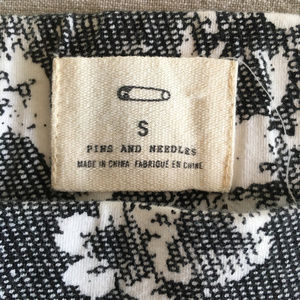 S
PINS AND NEEDLES
MADE IN CHINA FABRIQUÉ EN CHINE